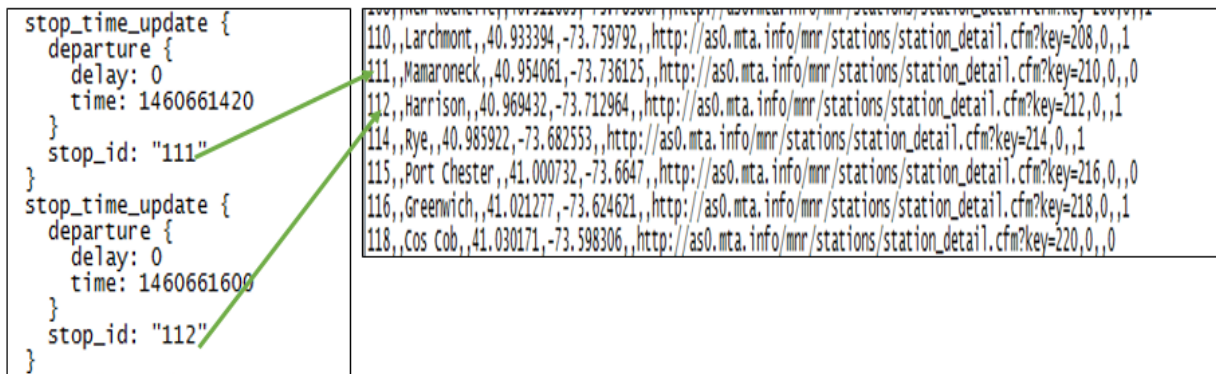 stop_time_update {
departure {
delay: 0
time: 1460661420
}
stop_id: "111"
}
stop_time_update {
departure {
delay: 0
time: 1460661600
}
stop_id: "112"
}
110,,Larchmont,,40.933394,-73.759792,,http://as0.mta.info/mnr/stations/station_detail.cfm?key=208,0,,1
111,,Mamaroneck,,40.954061,-73.736125,,http://as0.mta.info/mnr/stations/station_detail.cfm?key=210,0,,0
112,,Harrison,,40.969432,-73.712964,,http://as0.mta.info/mnr/stations/station_detail.cfm?key=212,0,,1
114,,Rye,,40.985922,-73.682553,,http://as0.mta.info/mnr/stations/station_detail.cfm?key=214,0,,1
115,,Port Chester,,41.000732,-73.6647,,http://as0.mta.info/mnr/stations/station_detail.cfm?key=216,0,,0
116,,Greenwich,,41.021277,-73.624621,,http://as0.mta.info/mnr/stations/station_detail.cfm?key=218,0,,1
118,,Cos Cob,,41.030171,-73.598306,,http://as0.mta.info/mnr/stations/station_detail.cfm?key=220,0,,0